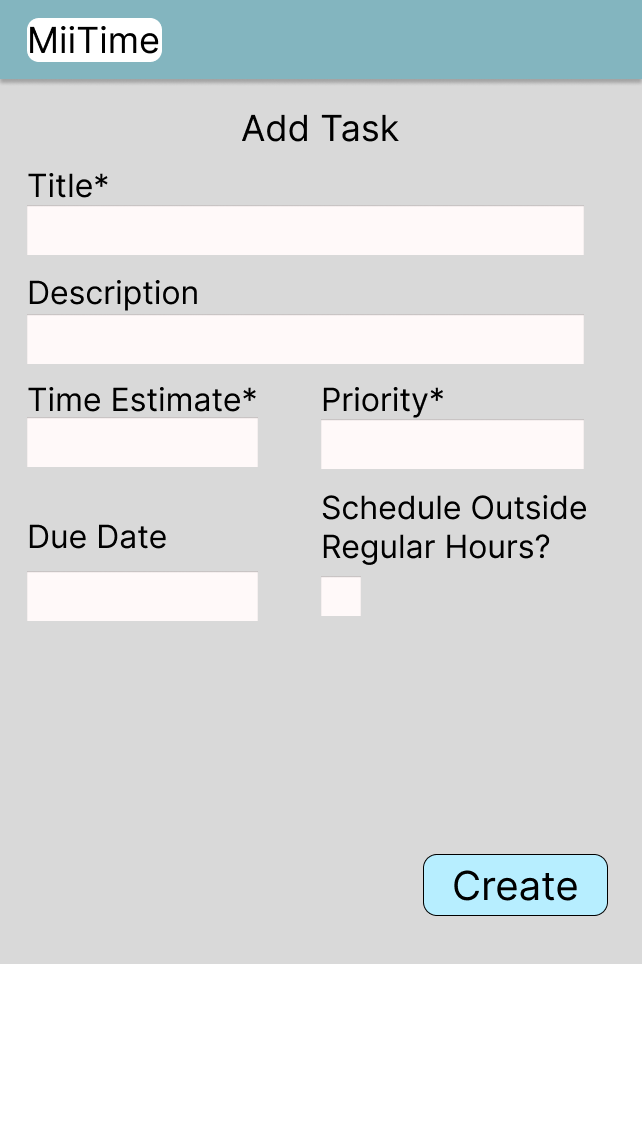 MiiTime
Add Task
Title*
Description
Time Estimate*
Priority*
Due Date
Schedule Outside
Regular Hours?
Create